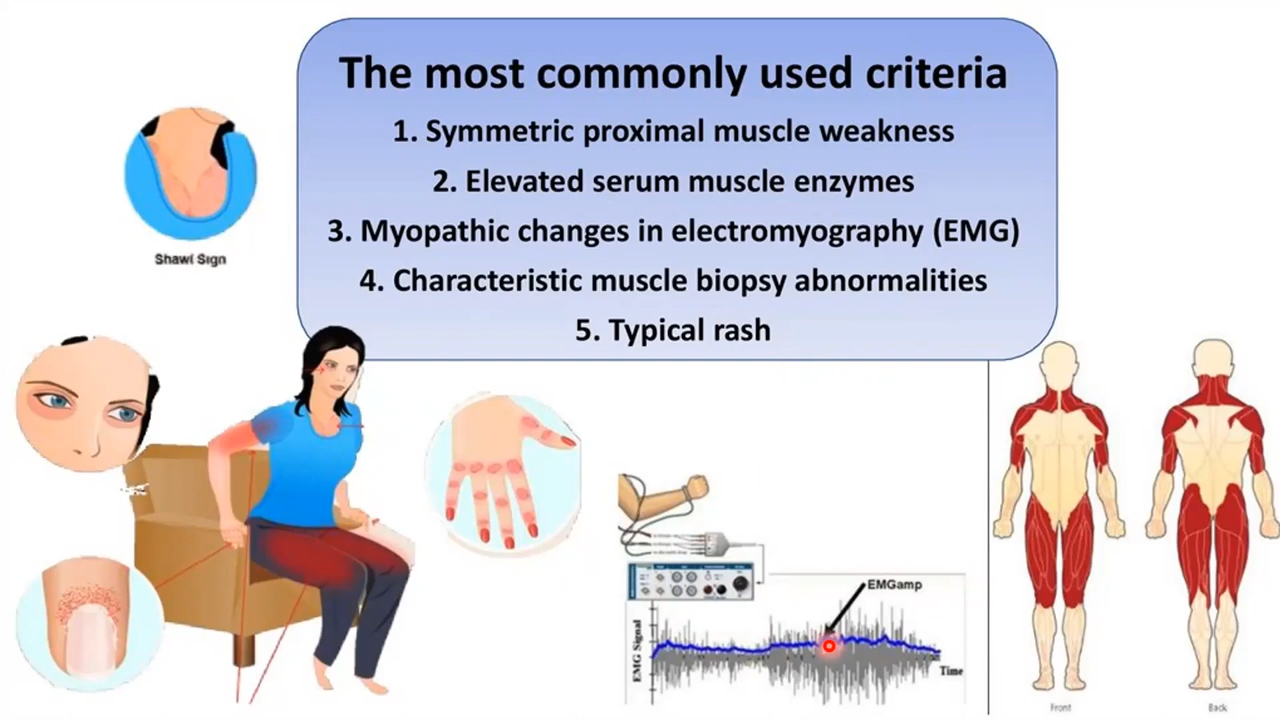 The most commonly used criteria
1. Symmetric proximal muscle weakness
2. Elevated serum muscle enzymes
3. Myopathic changes in electromyography (EMG)
4. Characteristic muscle biopsy abnormalities
5. Typical rash
Shawl Sign
EMGamp
EMG Signal
Time
Front
Back